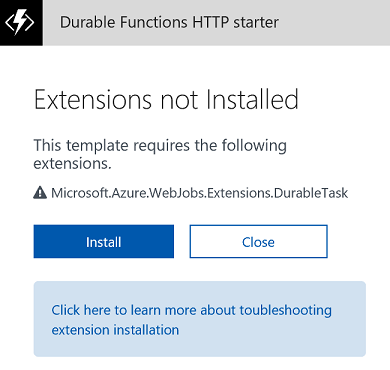 Durable Functions HTTP starter
Extensions not Installed
This template requires the following
extensions.
Microsoft.Azure.WebJobs.Extensions.DurableTask
Install
Close
Click here to learn more about toubleshooting
extension installation